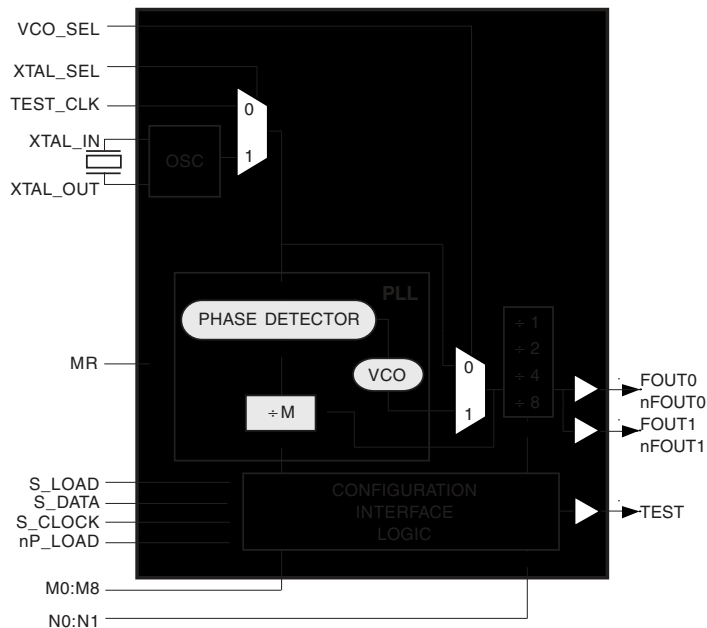 VCO_SEL
XTAL_SEL
TEST_CLK
0
XTAL_IN
1
OSC
XTAL_OUT
PLL
PHASE DETECTOR
÷ 1
÷ 2
MR
VCO
0
÷ 4
FOUT0
÷ 8
nFOUT0
÷M
1
FOUT1
nFOUT1
S_LOAD
S_DATA
S_CLOCK
nP_LOAD
CONFIGURATION
INTERFACE
LOGIC
TEST
M0:M8
N0:N1